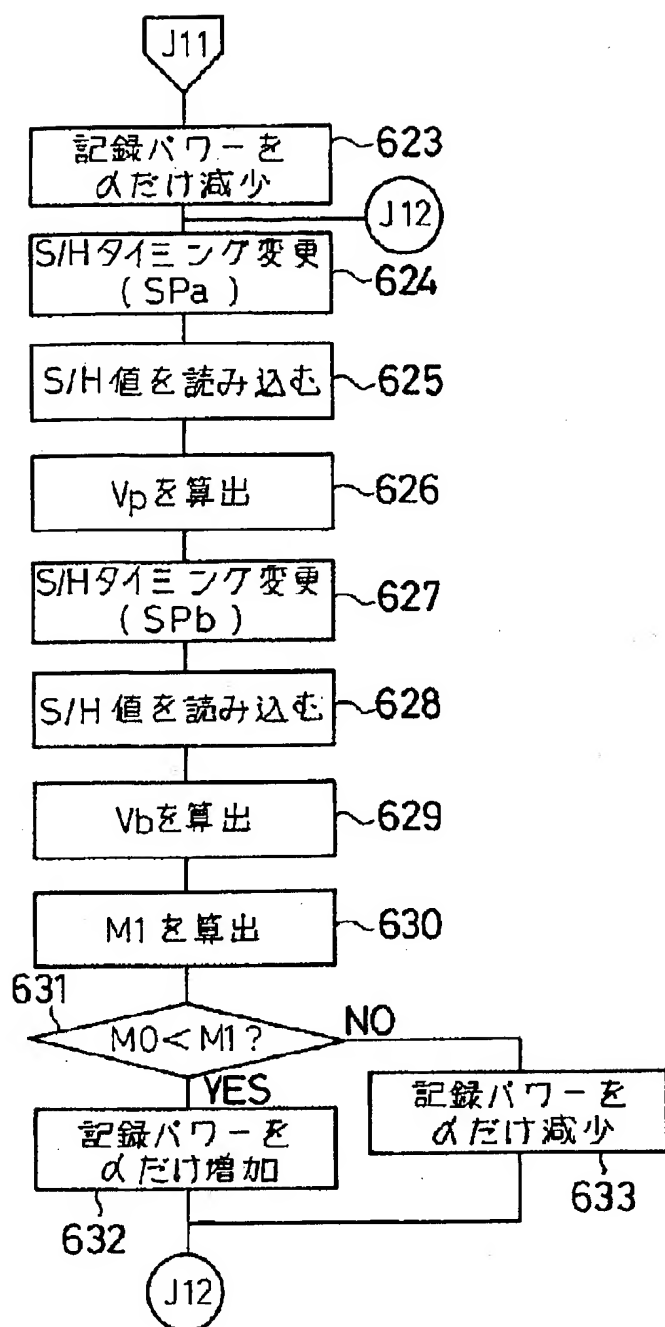 J11
記録パワーを
αだけ減少
623
J12
S/Hタイミング変更
(SPa)
624
S/H値を読み込む
625
Vpを算出
626
S/Hタイミング変更
(SPb)
627
S/H値を読み込む
628
Vbを算出
629
M1を算出
630
631
M0<M1?
NO
YES
記録パワーを
αだけ増加
632
記録パワーを
αだけ減少
633
J12